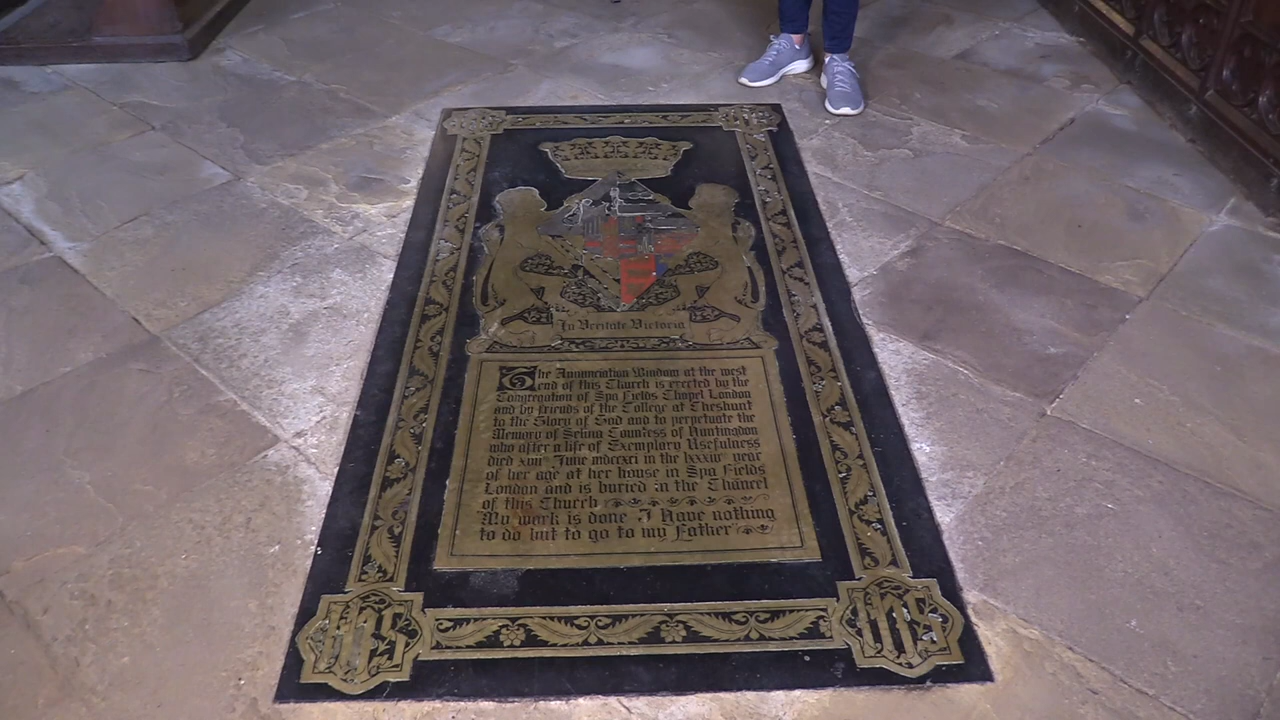 IHS
IHS
In Veritate Victoria
The Annunciation Window at the west
end of this Church is erected by the
Congregation of Spa Fields Chapel London
and by friends of the College at Cheshunt
to the Glory of God and to perpetuate the
Memory of Selina Countess of Huntingdon
who after a life of Exemplary Usefulness
died xvii June mdccxci in the lxxxiv year
of her age at her house in Spa Fields
London and is buried in the Chancel
of this Church
My work is done I Have nothing
to do but to go to my Father
IHS
IHS